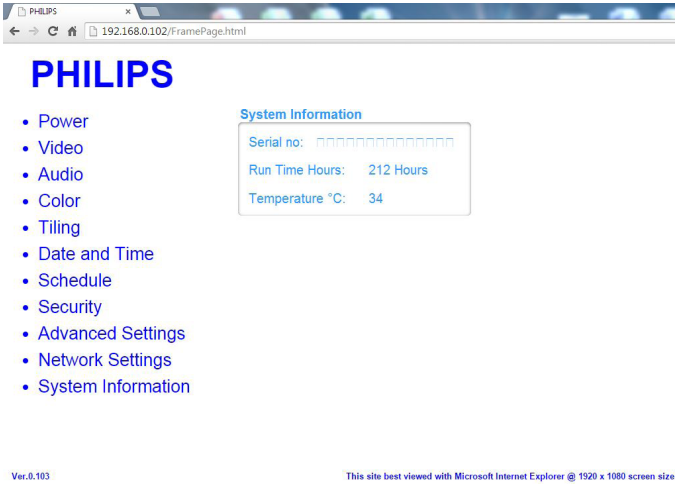 PHILIPS
192.168.0.102/FramePage.html
PHILIPS
Power
Video
Audio
Color
Tiling
Date and Time
Schedule
Security
Advanced Settings
Network Settings
System Information
System Information
Serial no:
Run Time Hours: 212 Hours
Temperature °C: 34
Ver.0.103
This site best viewed with Microsoft Internet Explorer @ 1920 x 1080 screen size